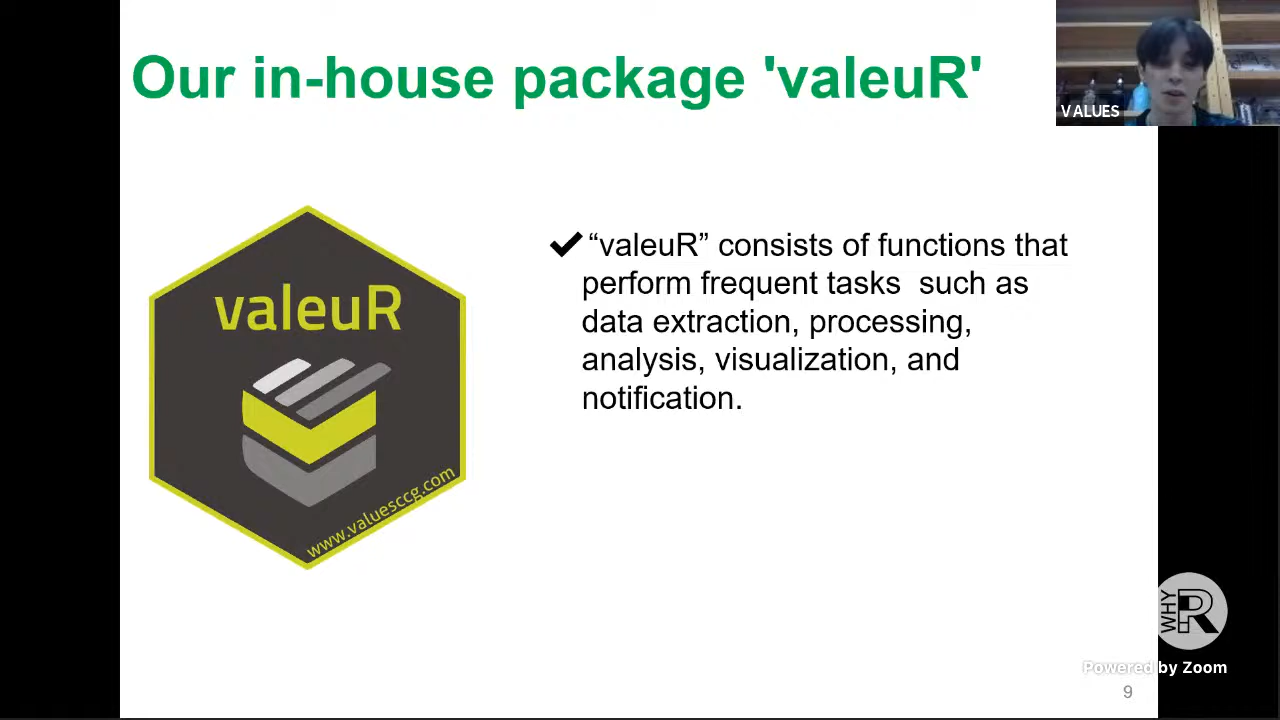 Our in-house package 'valeuR'
VALUES
valeuR
www.valuesccg.com
✔“valeuR” consists of functions that
perform frequent tasks  such as
data extraction, processing,
analysis, visualization, and
notification.
WHY R?
Powered by Zoom
9